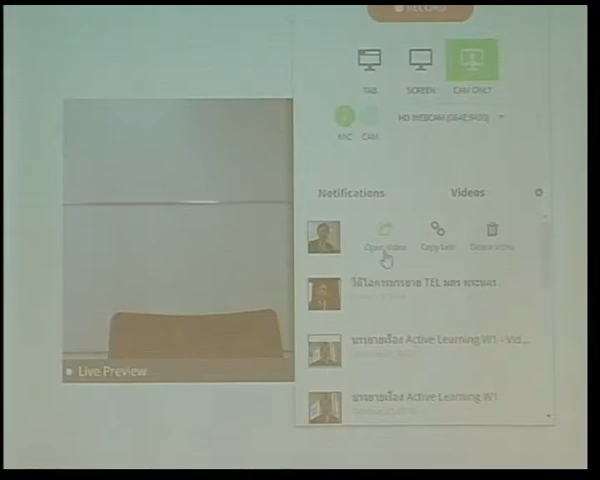 RECORD
TAB SCREEN CAM ONLY
HD WEBCAM
MIC CAM
Notifications Videos
Open Video Copy Link Delete Video
วิดีโอการบรรยาย TEL มทร พระนคร
บรรยายเรื่อง Active Learning W1 - Vid...
บรรยายเรื่อง Active Learning W1
Live Preview